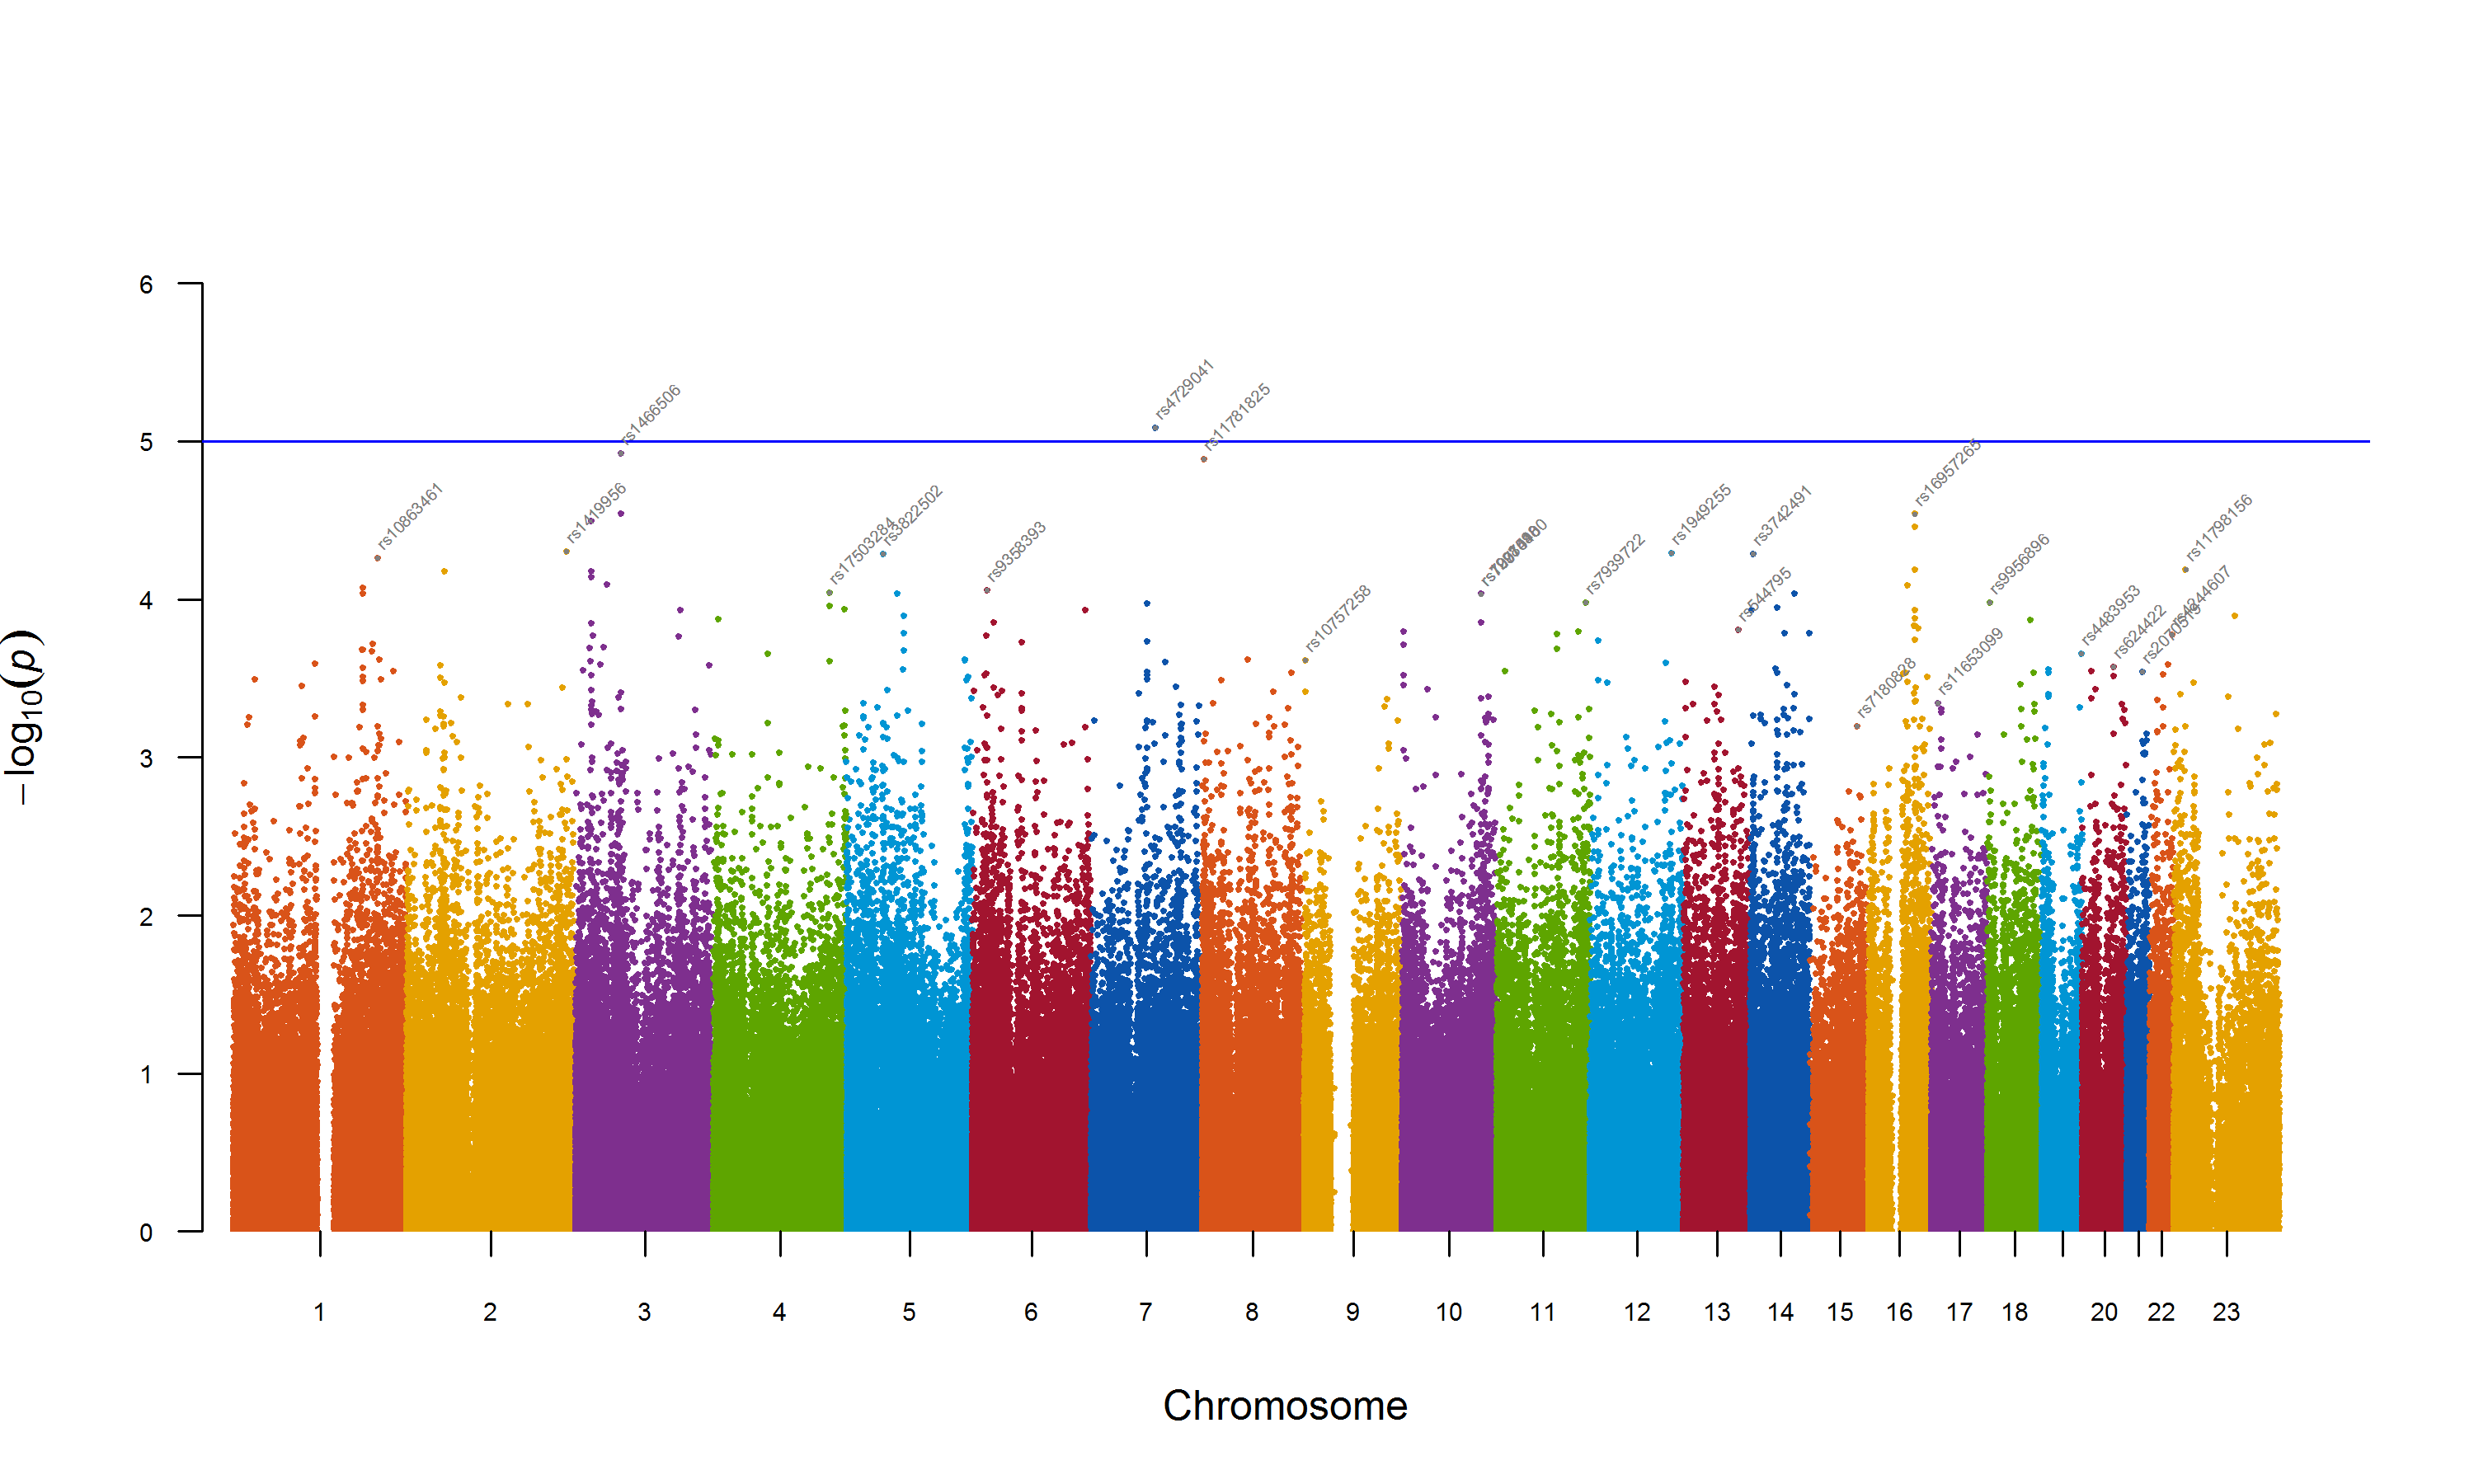 6
rs4729041
rs1466506
rs11781825
5
rs16957265
rs10863461
rs1419956
rs17503284
rs3822502
rs1949255
rs3742491
rs11798156
rs9358393
rs7939722
rs9956896
4
rs10757258
rs544795
rs4483953
rs624422
rs4244607
rs7180828
rs11653099
3
−log10(p)
2
1
0
1 2 3 4 5 6 7 8 9 10 11 12 13 14 15 16 17 18 20 22 23
Chromosome